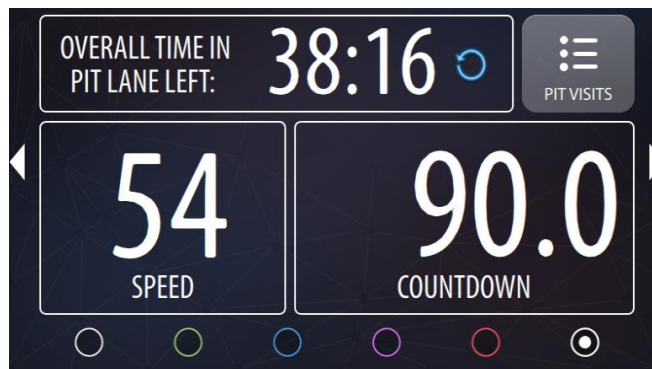 OVERALL TIME IN
PIT LANE LEFT:
38:16
PIT VISITS
54
SPEED
90.0
COUNTDOWN